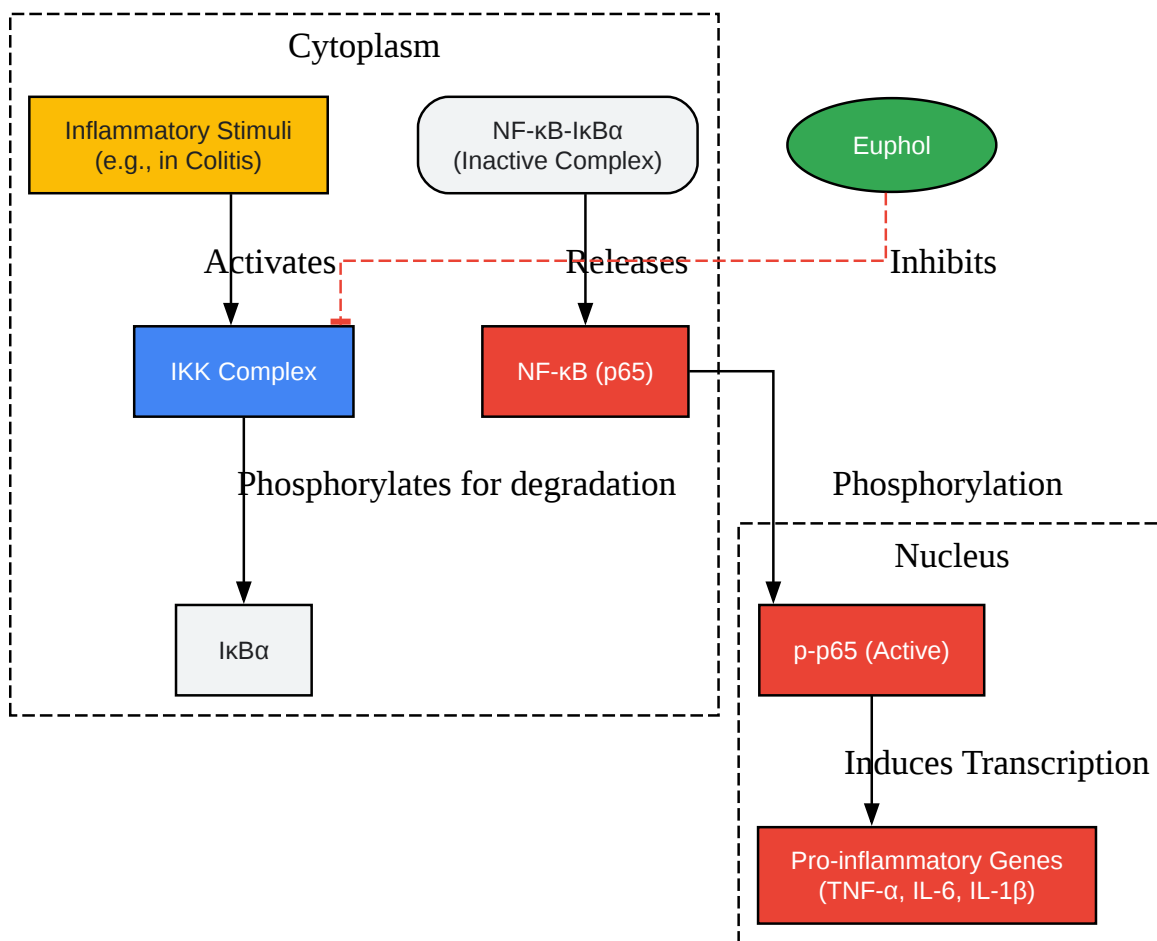 Cytoplasm
Inflammatory Stimuli
(e.g., in Colitis)
NF-κB-IκBα
(Inactive Complex)
Euphol
Activates
Releases
Inhibits
IKK Complex
NF-κB (p65)
Phosphorylates for degradation
Phosphorylation
Nucleus
IκBα
p-p65 (Active)
Induces Transcription
Pro-inflammatory Genes
(TNF-α, IL-6, IL-1β)